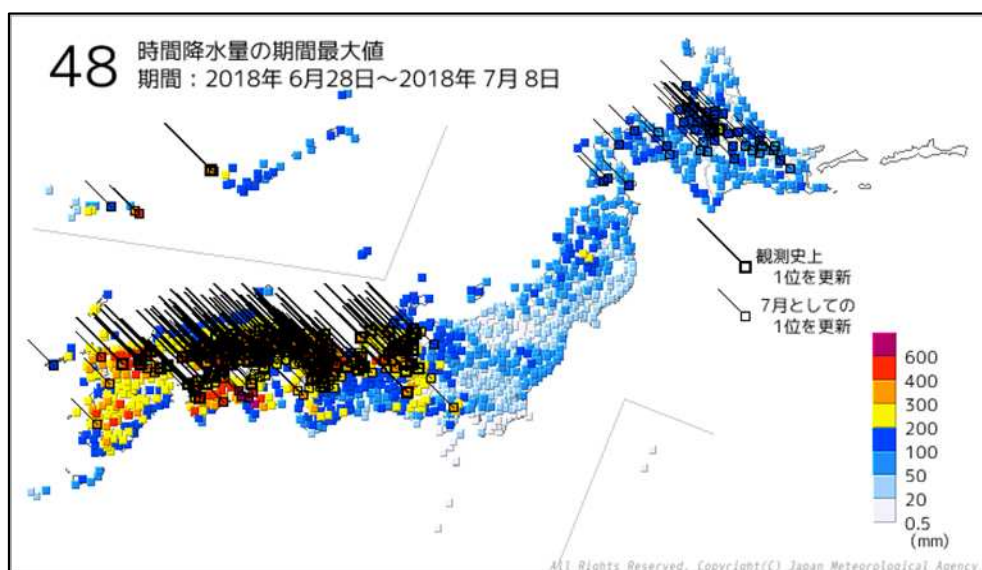 48 時間降水量の期間最大値
期間：2018年 6月28日～2018年 7月 8日
観測史上
1位を更新
7月としての
1位を更新
600
400
300
200
100
50
20
0.5
(mm)
All Rights Reserved. Copyright(C) Japan Meteorological Agency.